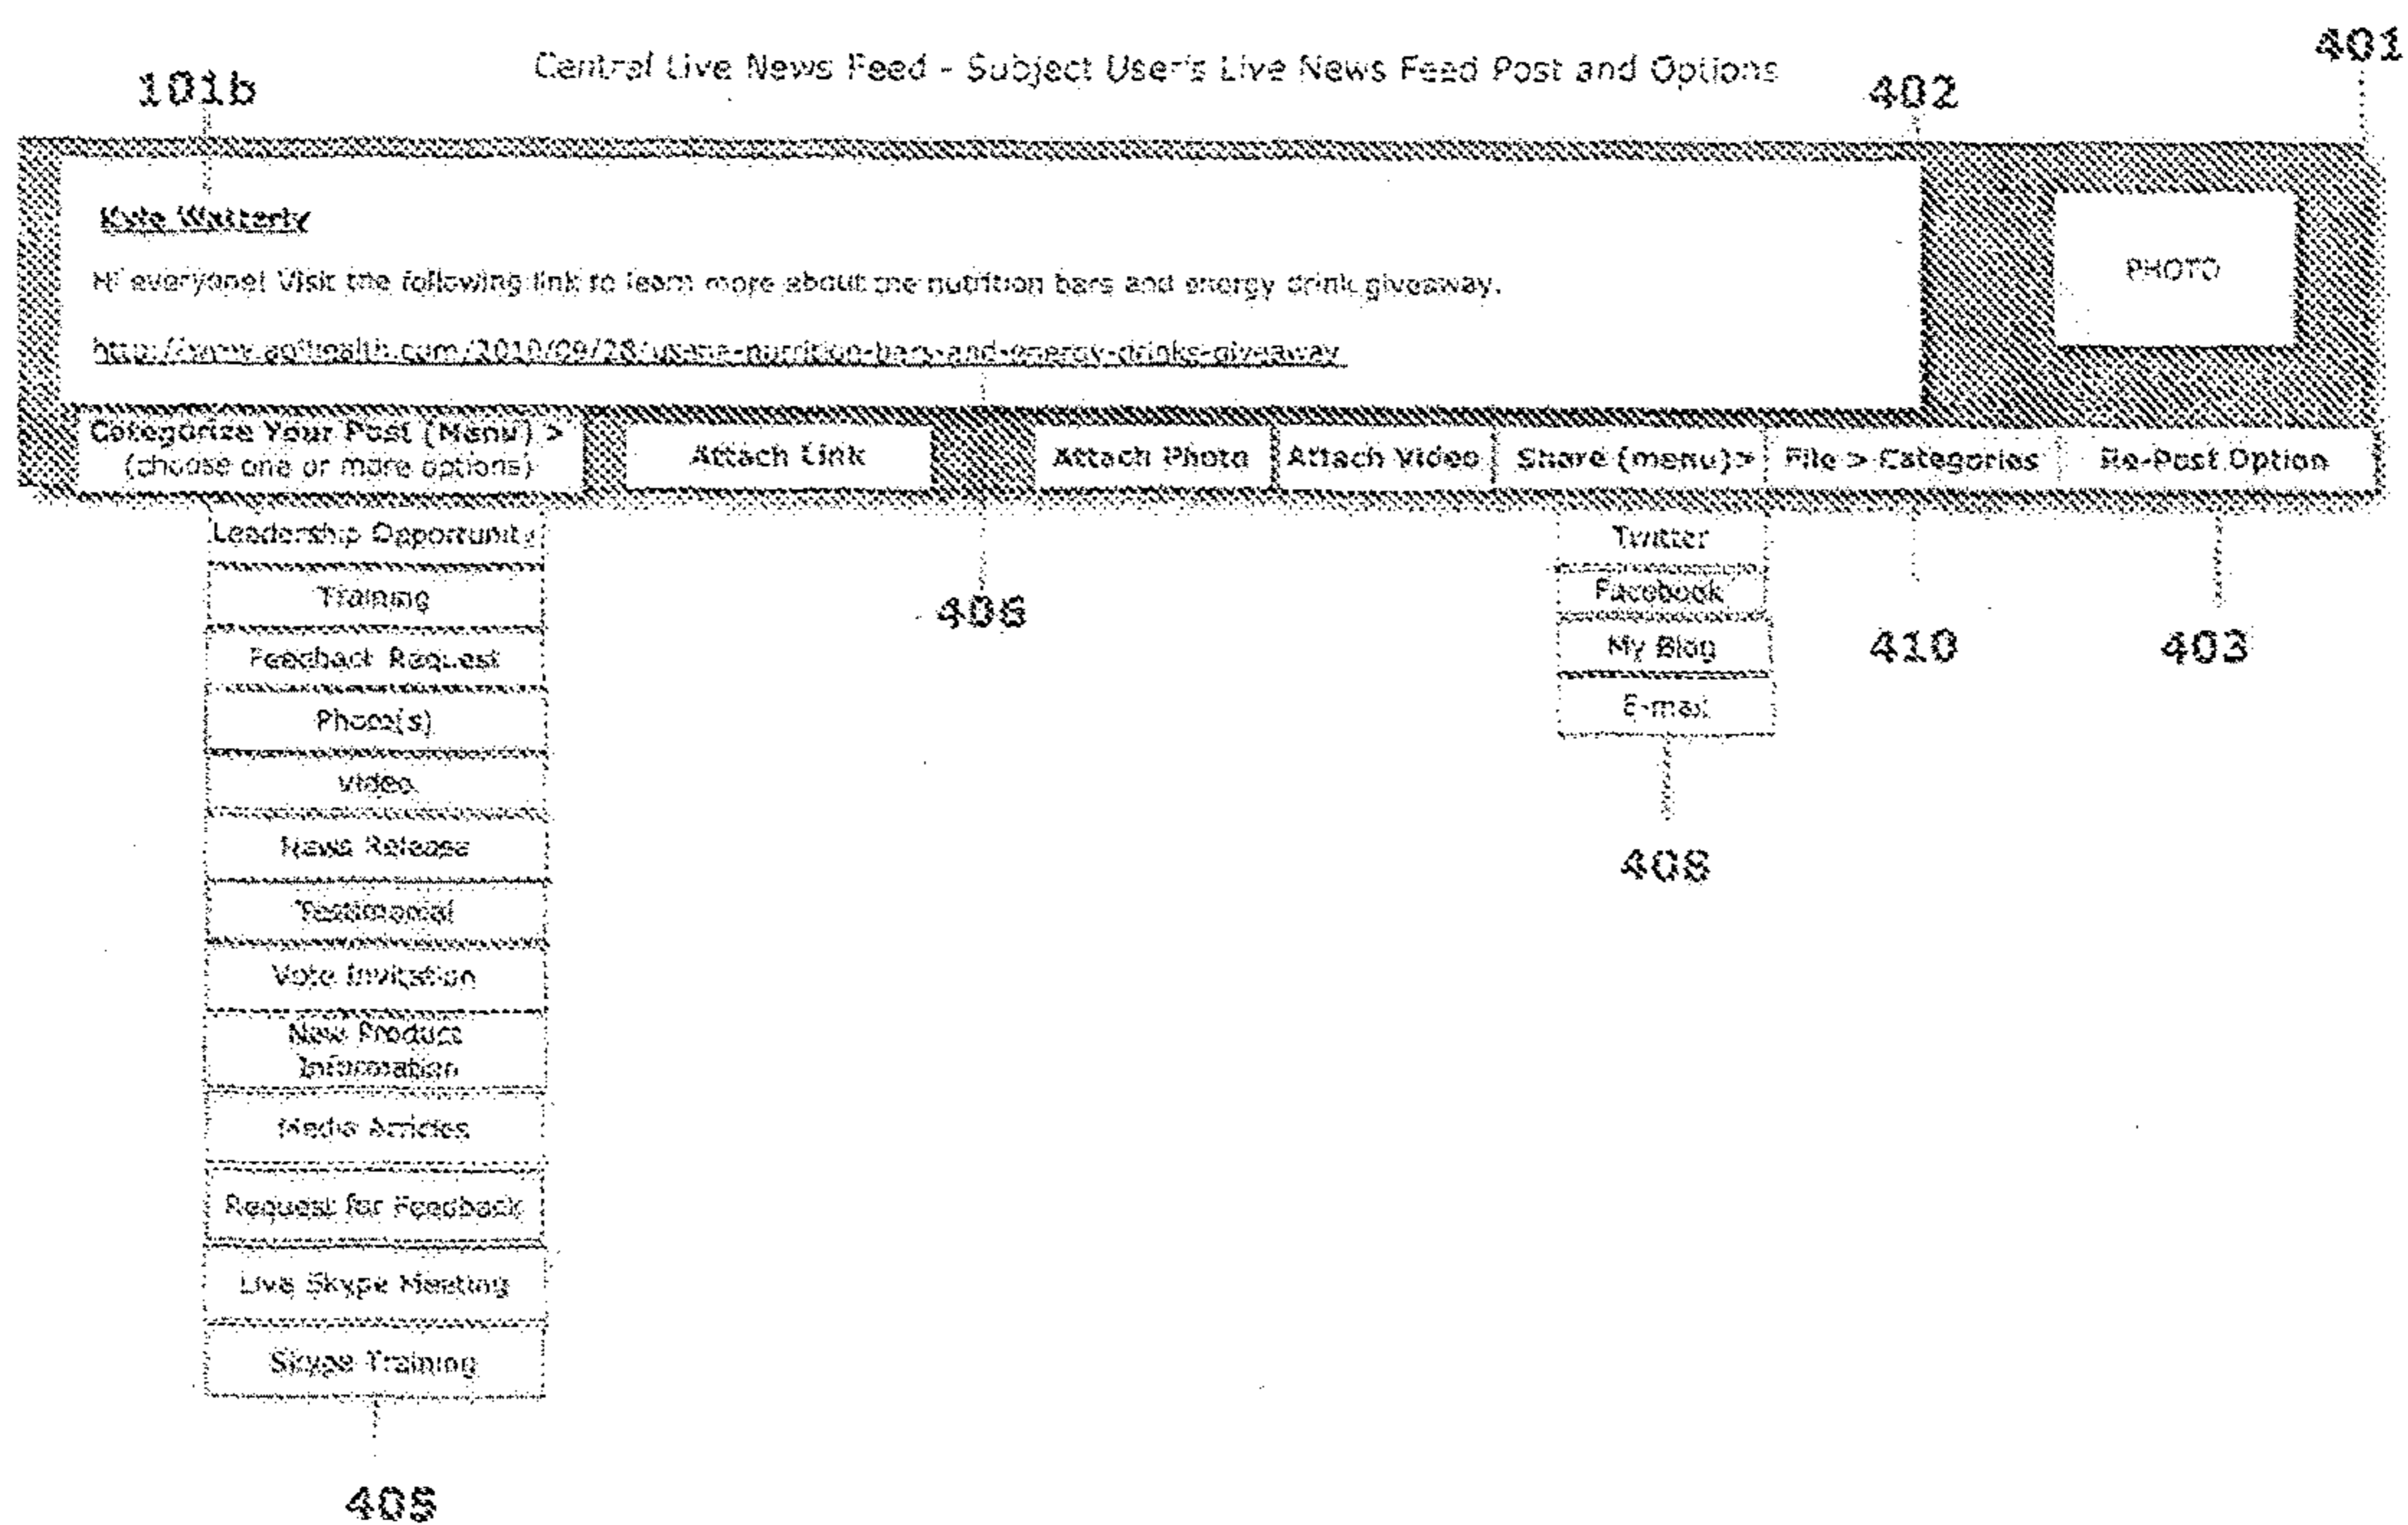 Central Live News Feed - Subject User's Live News Feed Post and Options
401
101b
402
Kyle Watterly
Hi everyone! Visit the following link to learn more about the nutrition bars and energy drink giveaway.
PHOTO
Categorize Your Post (Menu) >
(choose one or more options)
Attach Link
Attach Photo
Attach Video
Share (menu)>
File > Categories
Re-Post Option
Leadership Opportunity
Training
Feedback Request
Photo(s)
Video
News Release
Testimonial
Vote Invitation
New Product
Information
Media Articles
Request for Feedback
Live Skype Meeting
Skype Training
405
406
Twitter
Facebook
My Blog
E-mail
408
410
403